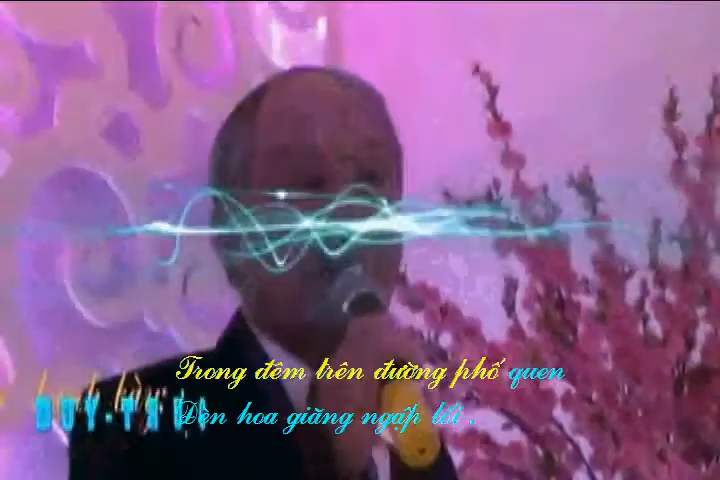 Trong đêm trên đường phố quen
Đèn hoa giăng ngập lối .